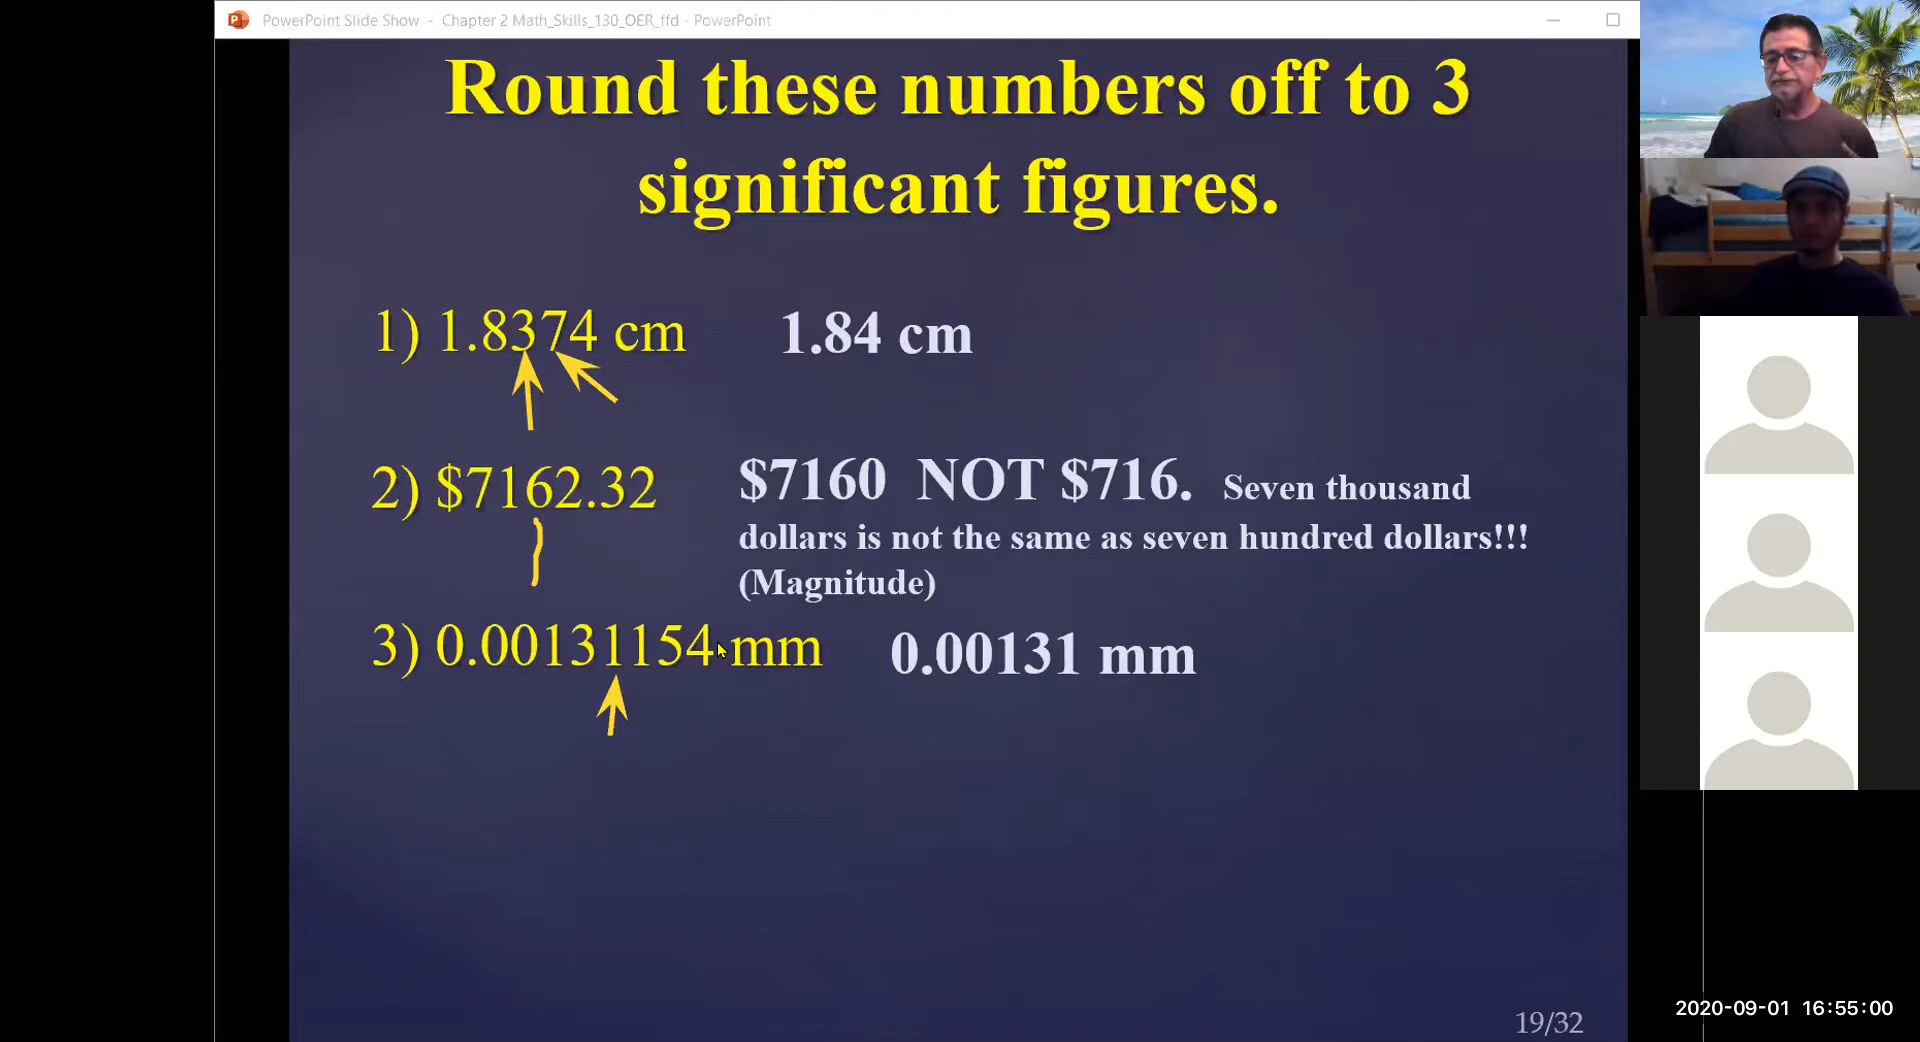 PowerPoint Slide Show - Chapter 2 Math_Skills_130_OER_ffd - PowerPoint
Round these numbers off to 3
significant figures.
1) 1.8374 cm 1.84 cm
2) $7162.32 $7160 NOT $716. Seven thousand
dollars is not the same as seven hundred dollars!!!
(Magnitude)
3) 0.00131154 mm 0.00131 mm
19/32
2020-09-01 16:55:00